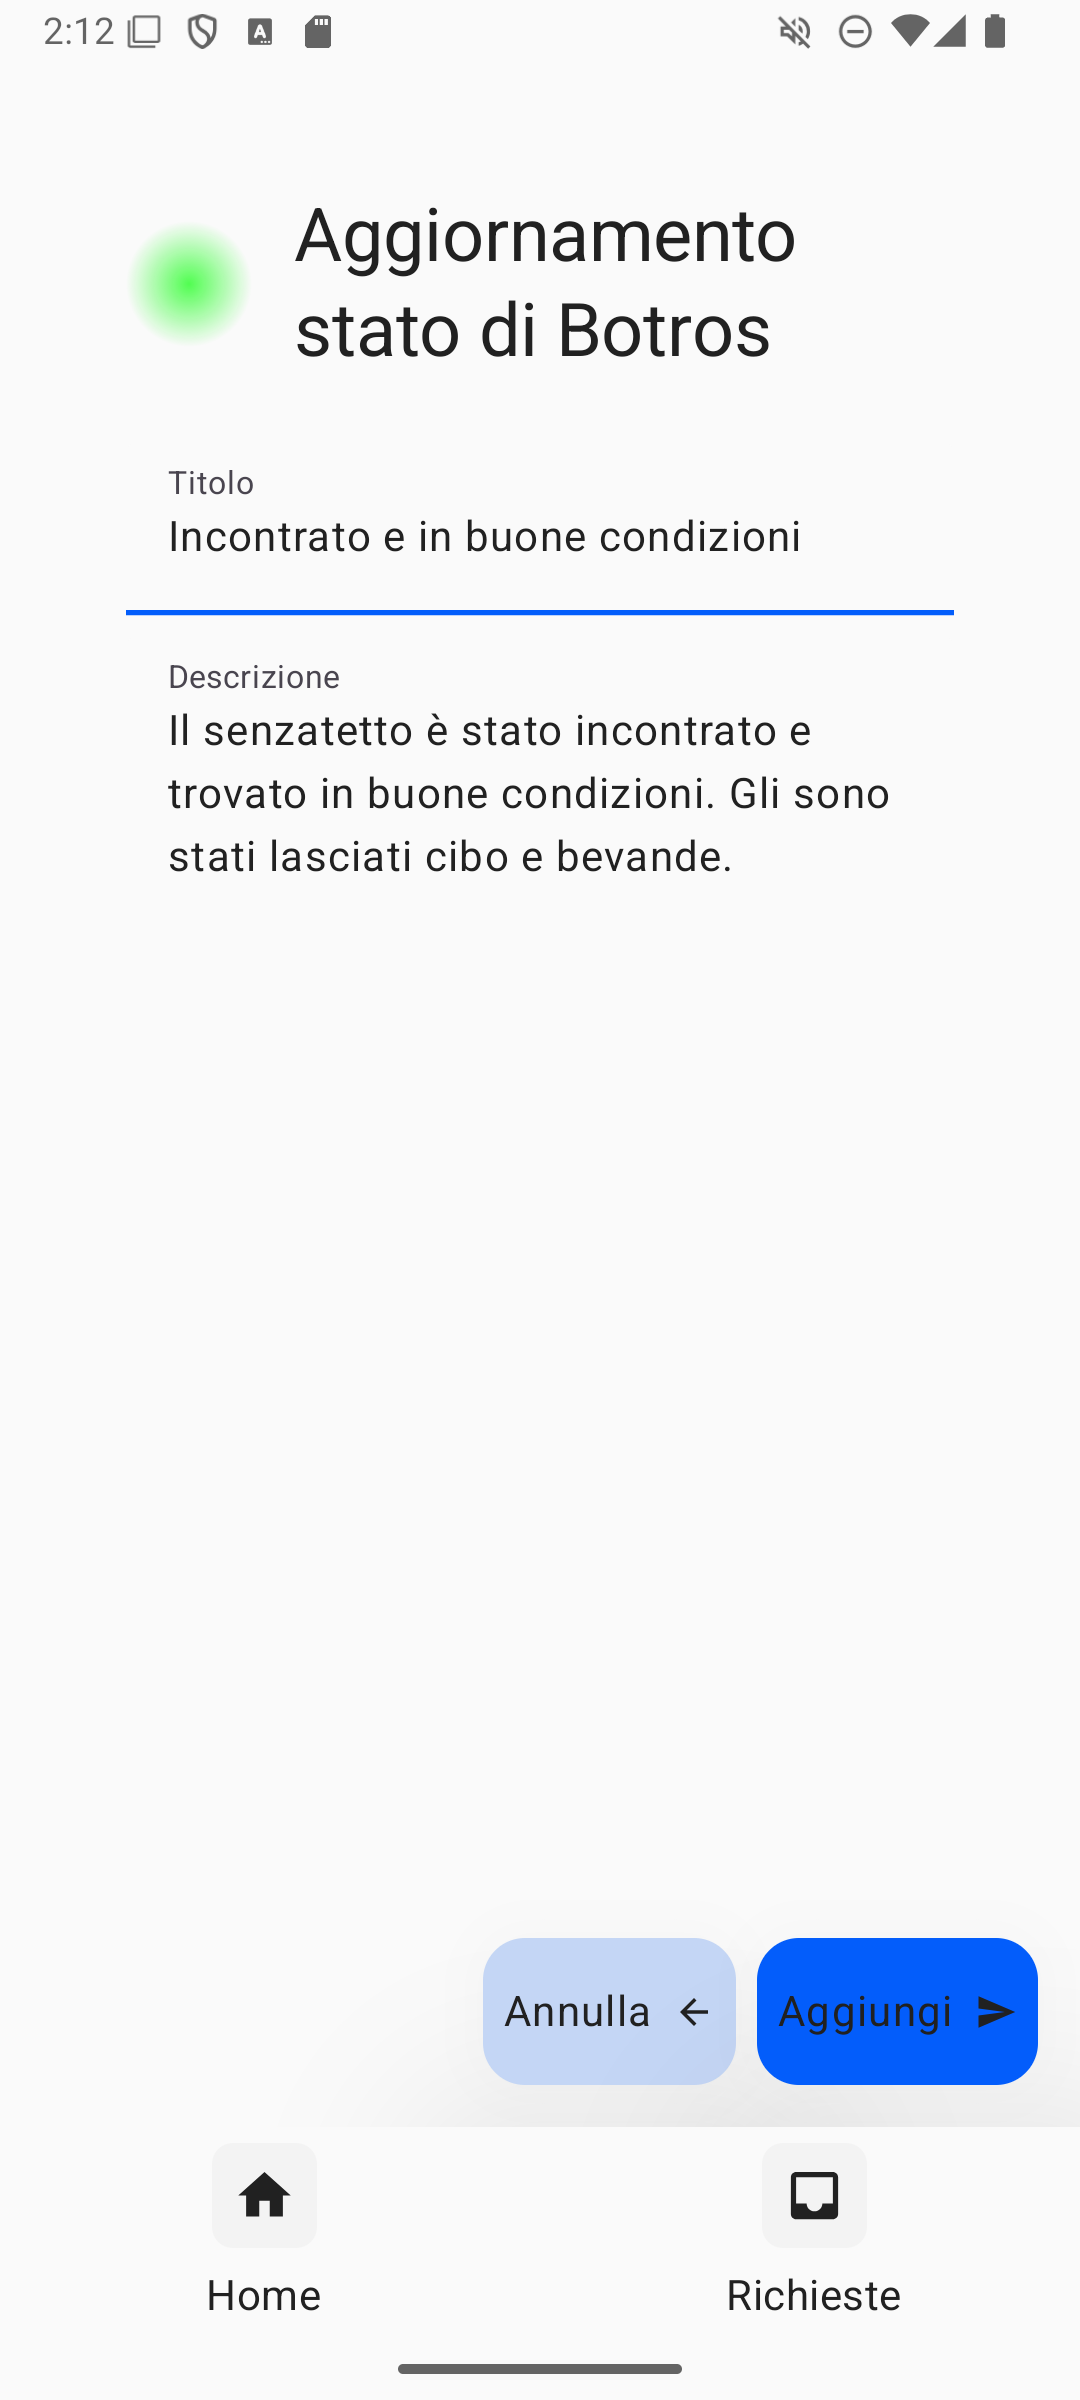 2:12
Aggiornamento
stato di Botros
Titolo
Incontrato e in buone condizioni
Descrizione
Il senzatetto è stato incontrato e
trovato in buone condizioni. Gli sono
stati lasciati cibo e bevande.
Annulla
Aggiungi
Home
Richieste